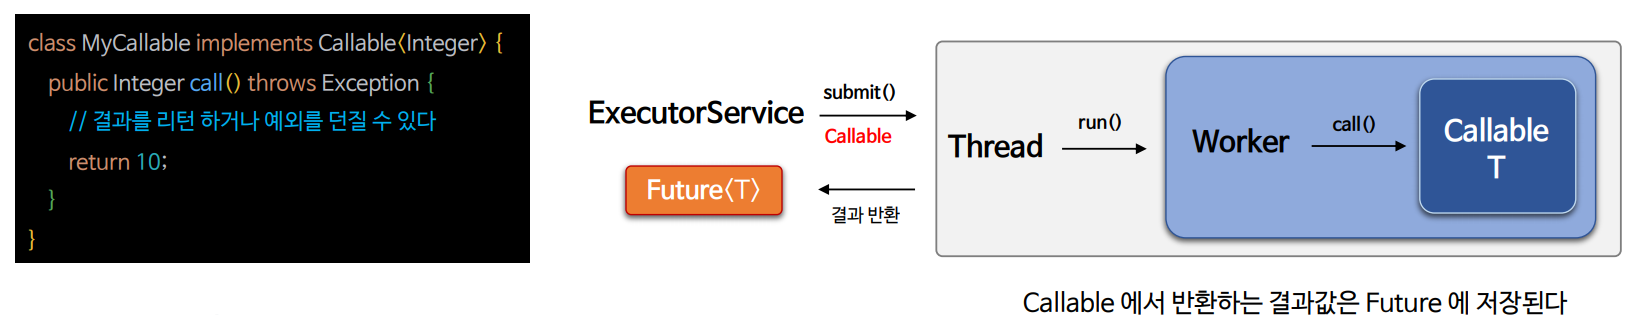 class MyCallable implements Callable〈Integer〉 {
public Integer call() throws Exception {
// 결과를 리턴 하거나 예외를 던질 수 있다
return 10;
}
}
ExecutorService
submit()
Callable
Future〈T〉
결과 반환
Thread
run()
Worker
call()
Callable
T
Callable 에서 반환하는 결과값은 Future 에 저장된다